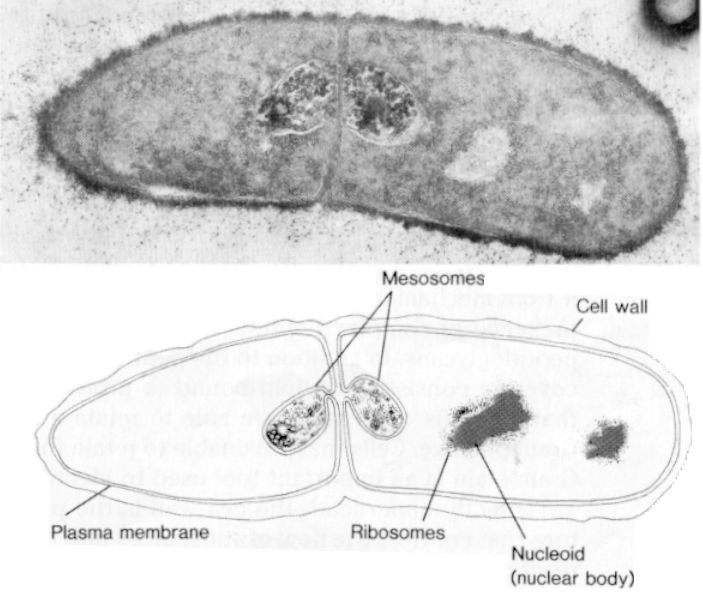 Mesosomes
Cell wall
Plasma membrane
Ribosomes
Nucleoid
(nuclear body)